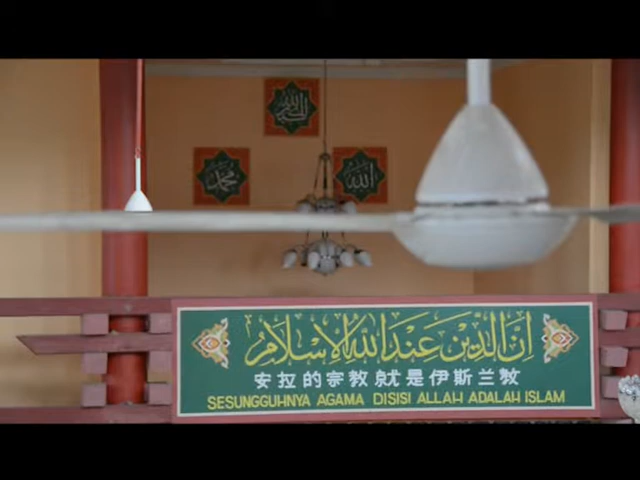 محمد
الله
إن الدين عند الله الإسلام
安拉的宗教就是伊斯兰教
SESUNGGUHNYA AGAMA DISISI ALLAH ADALAH ISLAM